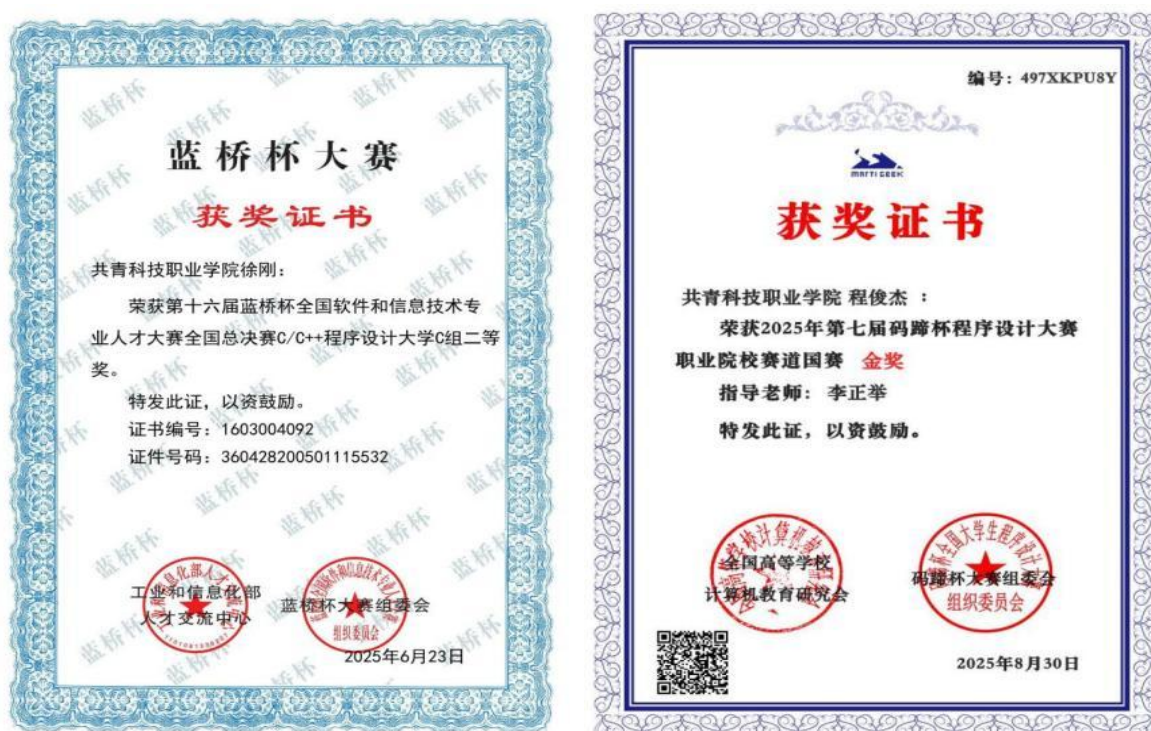 蓝桥杯大赛
获奖证书
共青科技职业学院徐刚：
荣获第十六届蓝桥杯全国软件和信息技术专
业人才大赛全国总决赛C/C++程序设计大学C组二等
奖。
特发此证，以资鼓励。
证书编号：1603004092
证件号码：360428200501115532
工业和信息化部
人才交流中心
蓝桥杯大赛组委会
组织委员会
2025年6月23日
编号：497XKPU8Y
MARTIGEEK
获奖证书
共青科技职业学院 程俊杰 ：
荣获2025年第七届码蹄杯程序设计大赛
职业院校赛道国赛 金奖
指导老师：李正举
特发此证，以资鼓励。
全国高等学校
计算机教育研究会
码蹄杯大赛组委会
组织委员会
2025年8月30日